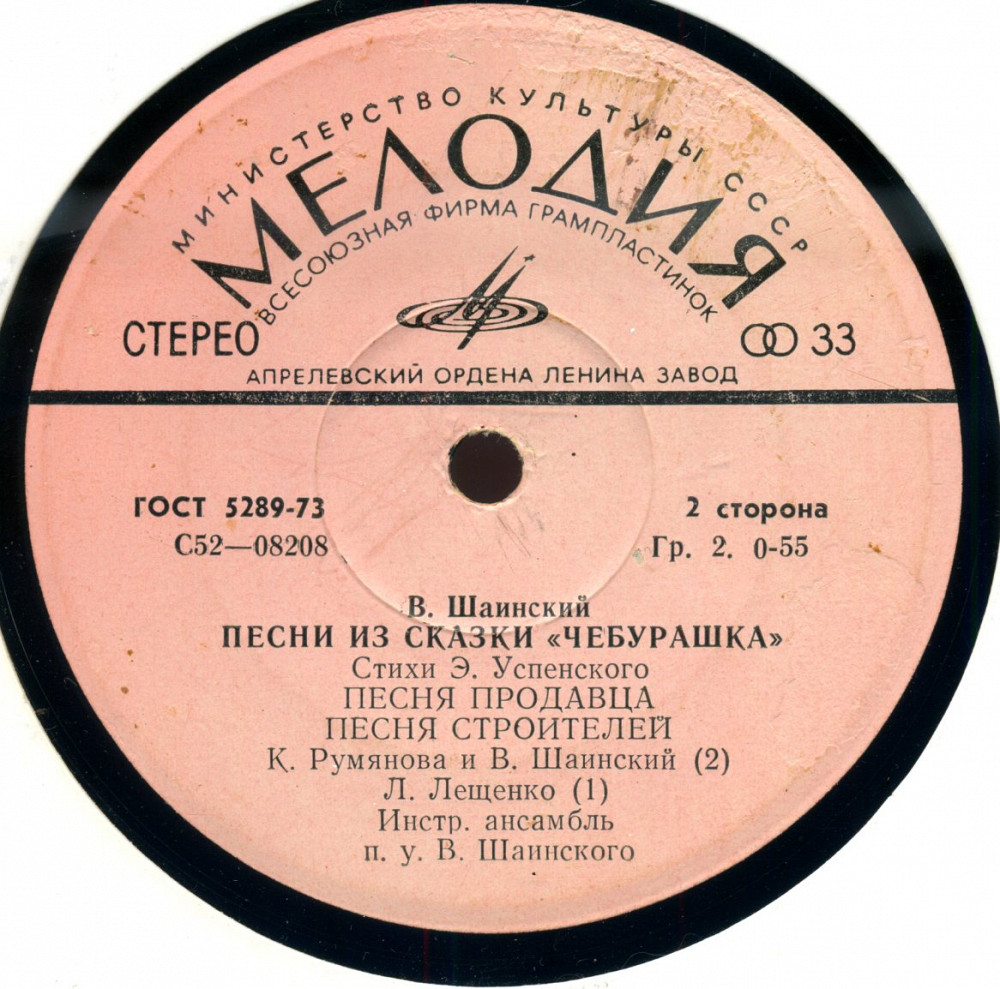 МИНИСТЕРСТВО КУЛЬТУРЫ СССР
МЕЛОДИЯ
ВСЕСОЮЗНАЯ ФИРМА ГРАМПЛАСТИНОК
СТЕРЕО
33
АПРЕЛЕВСКИЙ ОРДЕНА ЛЕНИНА ЗАВОД
ГОСТ 5289-73
2 сторона
С52—08208
Гр. 2. 0-55
В. Шаинский
ПЕСНИ ИЗ СКАЗКИ «ЧЕБУРАШКА»
Стихи Э. Успенского
ПЕСНЯ ПРОДАВЦА
ПЕСНЯ СТРОИТЕЛЕЙ
К. Румянова и В. Шаинский (2)
Л. Лещенко (1)
Инстр. ансамбль
п. у. В. Шаинского